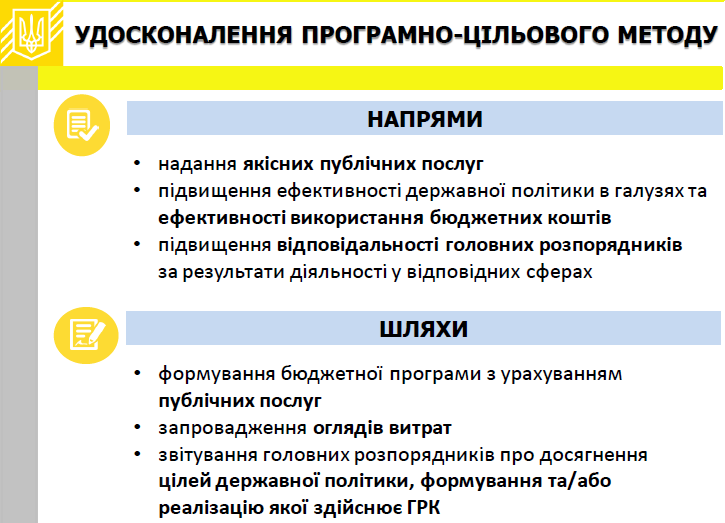 УДОСКОНАЛЕННЯ ПРОГРАМНО-ЦІЛЬОВОГО МЕТОДУ
НАПРЯМИ
• надання якісних публічних послуг
• підвищення ефективності державної політики в галузях та
ефективності використання бюджетних коштів
• підвищення відповідальності головних розпорядників
за результати діяльності у відповідних сферах
ШЛЯХИ
• формування бюджетної програми з урахуванням
публічних послуг
• запровадження оглядів витрат
• звітування головних розпорядників про досягнення
цілей державної політики, формування та/або
реалізацію якої здійснює ГРК